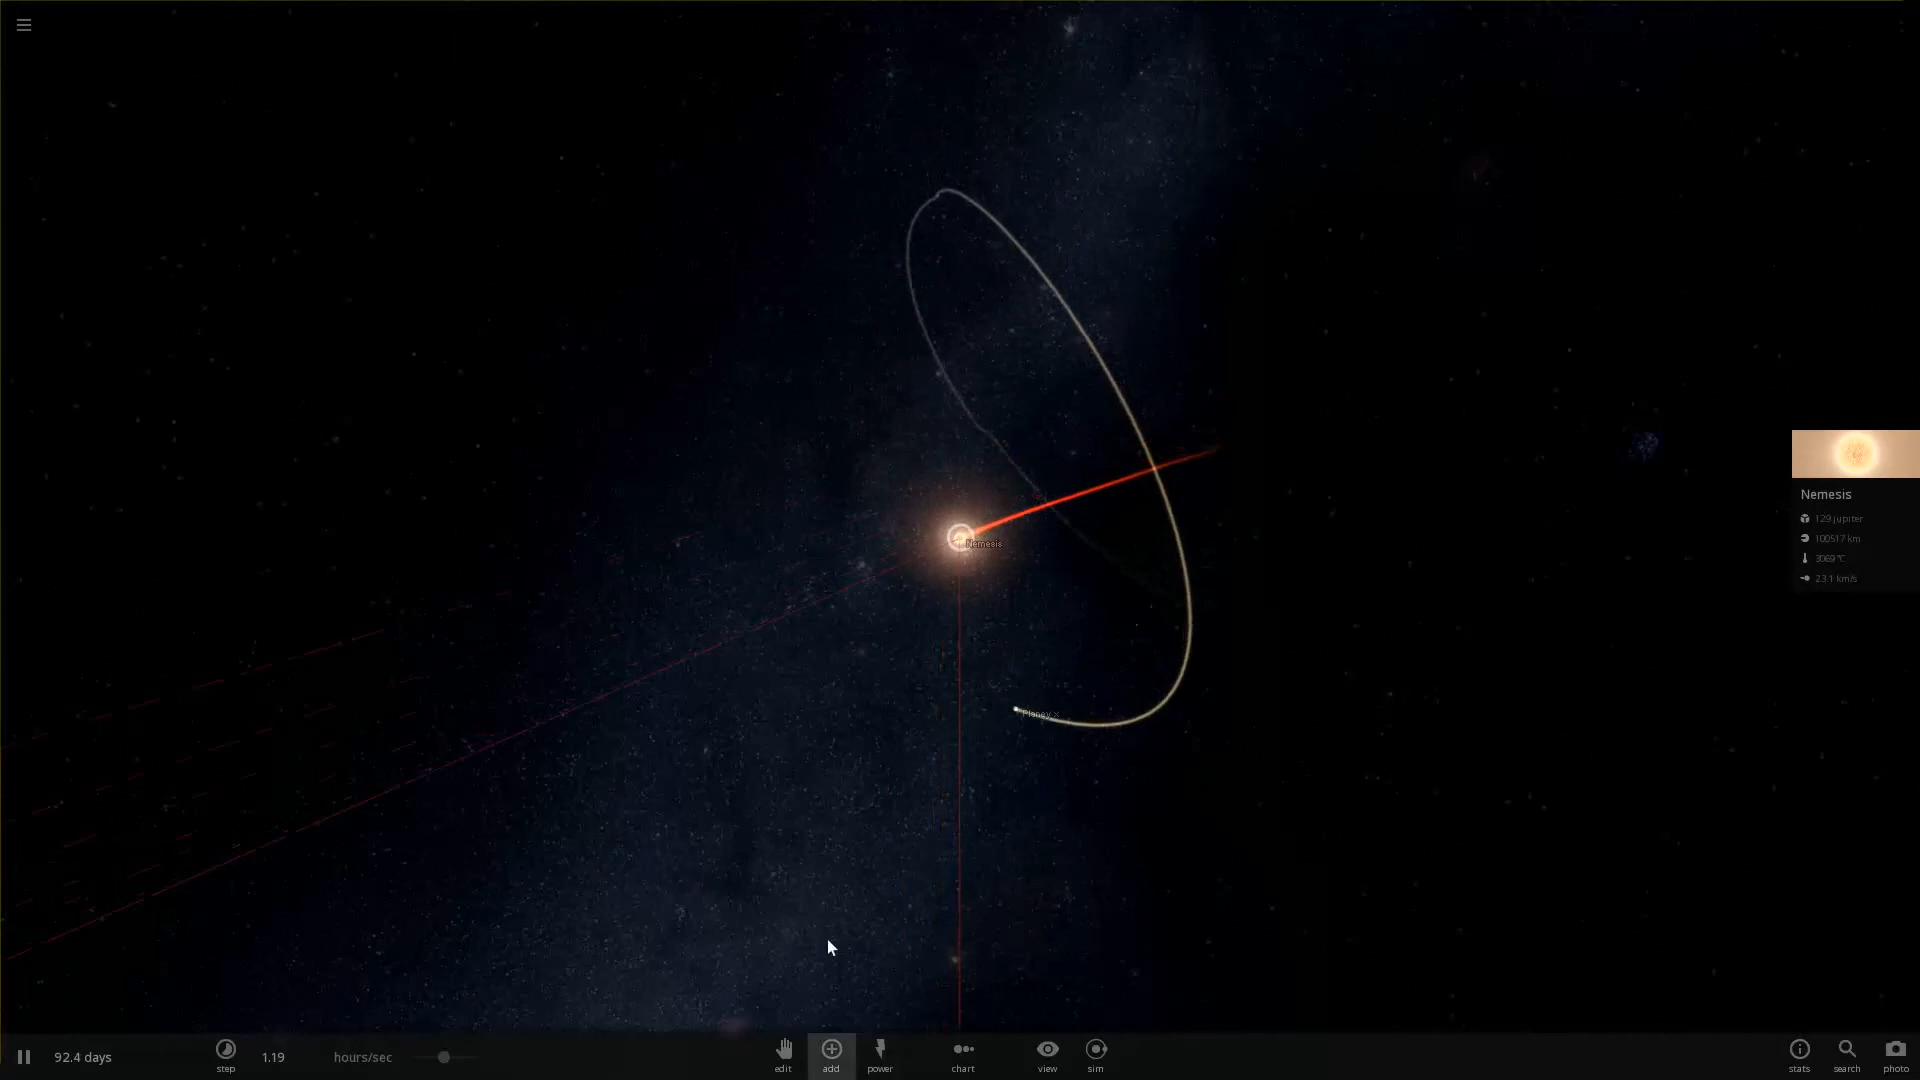 Nemesis
Nemesis
129 jupiter
100517 km
3069 °C
23.1 km/s
92.4 days
step
1.19
hours/sec
edit
add
power
chart
view
sim
stats
search
photo